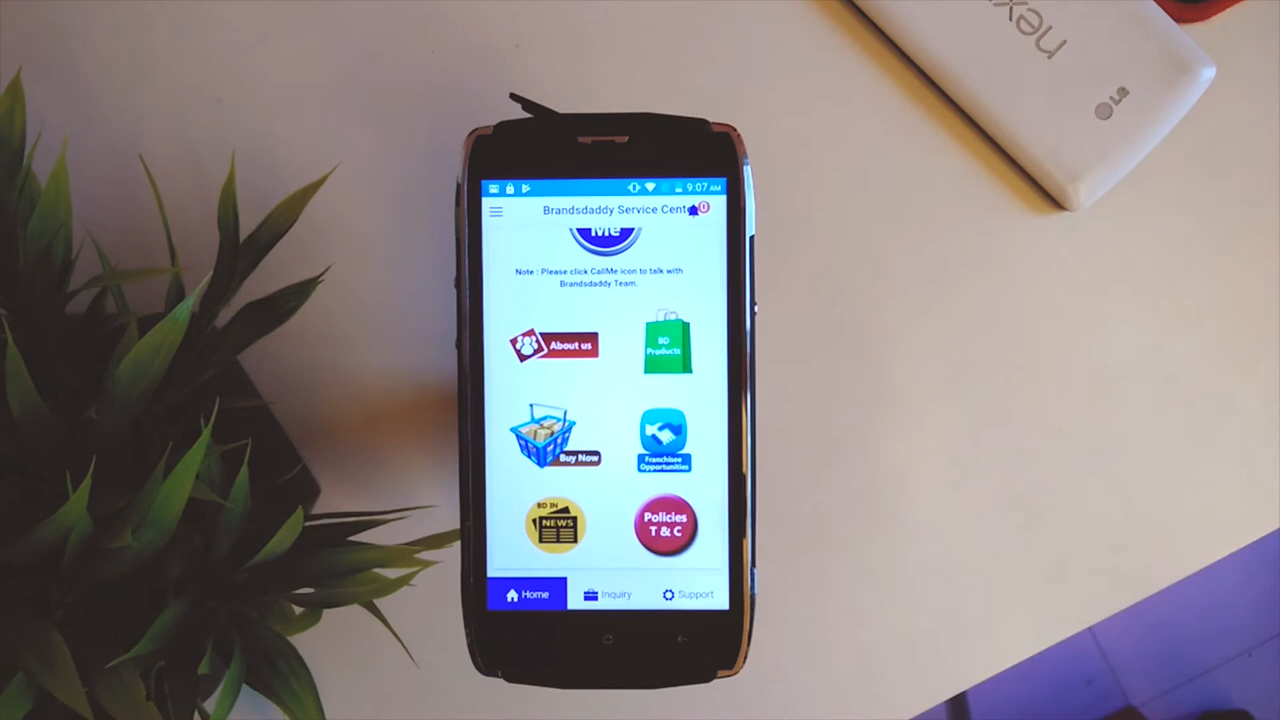 nexu
LG
9:07 AM
Brandsdaddy Service Cent
0
Me
Note : Please click CallMe icon to talk with
Brandsdaddy Team.
About us
BD
Products
Buy Now
Franchisee
Opportunities
BD IN
NEWS
Policies
T & C
Home
Inquiry
Support